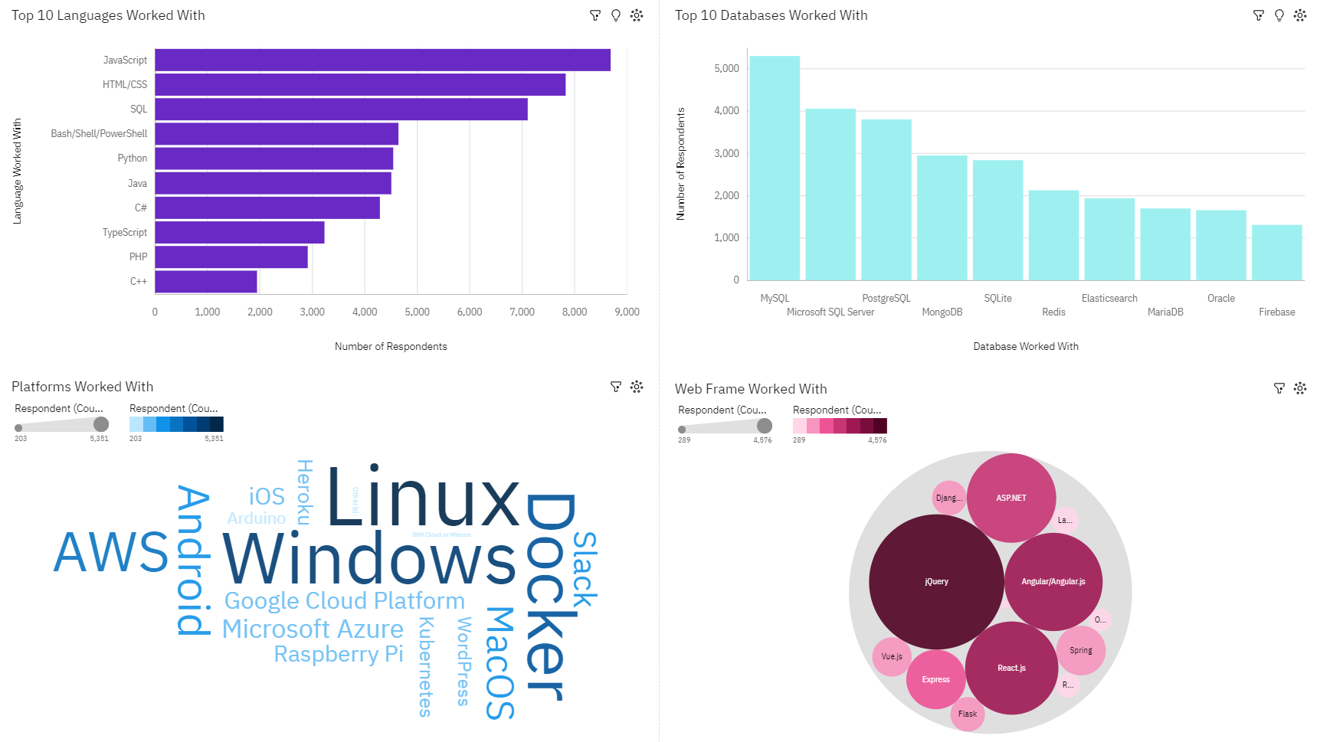 Top 10 Languages Worked With
Language Worked With
JavaScript
HTML/CSS
SQL
Bash/Shell/PowerShell
Python
Java
C#
TypeScript
PHP
C++
0 1,000 2,000 3,000 4,000 5,000 6,000 7,000 8,000 9,000
Number of Respondents
Top 10 Databases Worked With
Number of Respondents
5,000
4,000
3,000
2,000
1,000
0
MySQL PostgreSQL SQLite Elasticsearch Oracle
Microsoft SQL Server MongoDB Redis MariaDB Firebase
Database Worked With
Platforms Worked With
Respondent (Cou... Respondent (Cou...
203 5,351 203 5,351
Heroku
Linux
iOS
Android
Arduino
Docker
AWS
IBM Cloud or Watson
Windows
Slack
Google Cloud Platform
Microsoft Azure
MacOS
Kubernetes
WordPress
Raspberry Pi
Web Frame Worked With
Respondent (Cou... Respondent (Cou...
289 4,576 289 4,576
Djang...
ASP.NET
La...
jQuery
Angular/Angular.js
O...
Spring
Vue.js
React.js
Express
R...
Flask